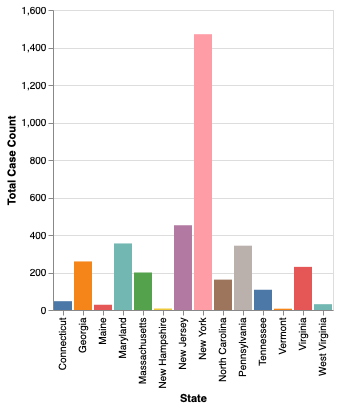 1,600
1,400
1,200
1,000
800
600
400
200
0
Total Case Count
Connecticut
Georgia
Maine
Maryland
Massachusetts
New Hampshire
New Jersey
New York
North Carolina
Pennsylvania
Tennessee
Vermont
Virginia
West Virginia
State